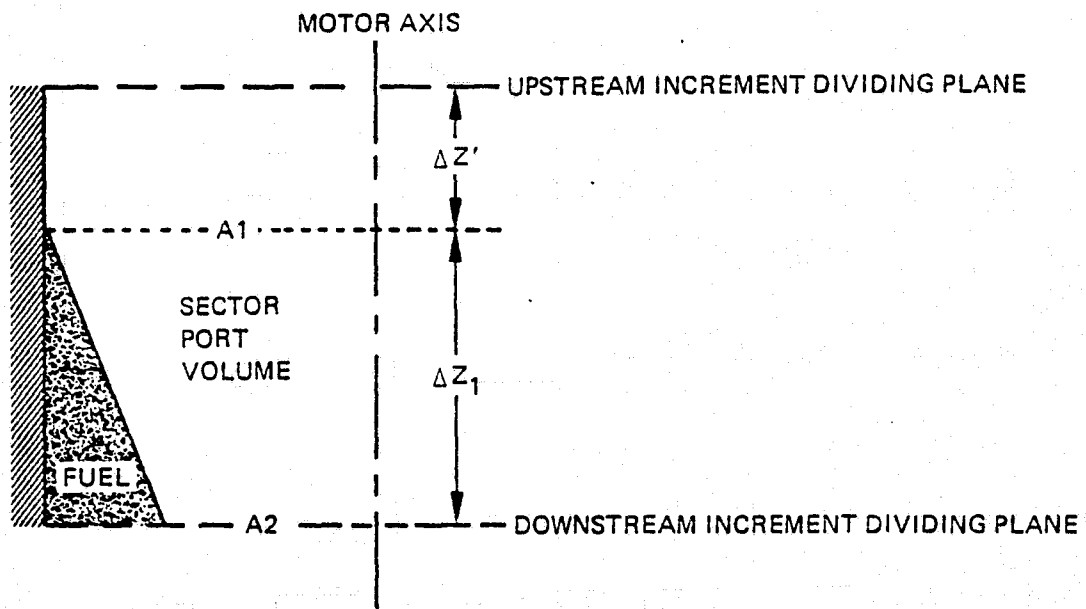 MOTOR AXIS
UPSTREAM INCREMENT DIVIDING PLANE
ΔZ'
A1
SECTOR
PORT
VOLUME
ΔZ1
FUEL
A2
DOWNSTREAM INCREMENT DIVIDING PLANE